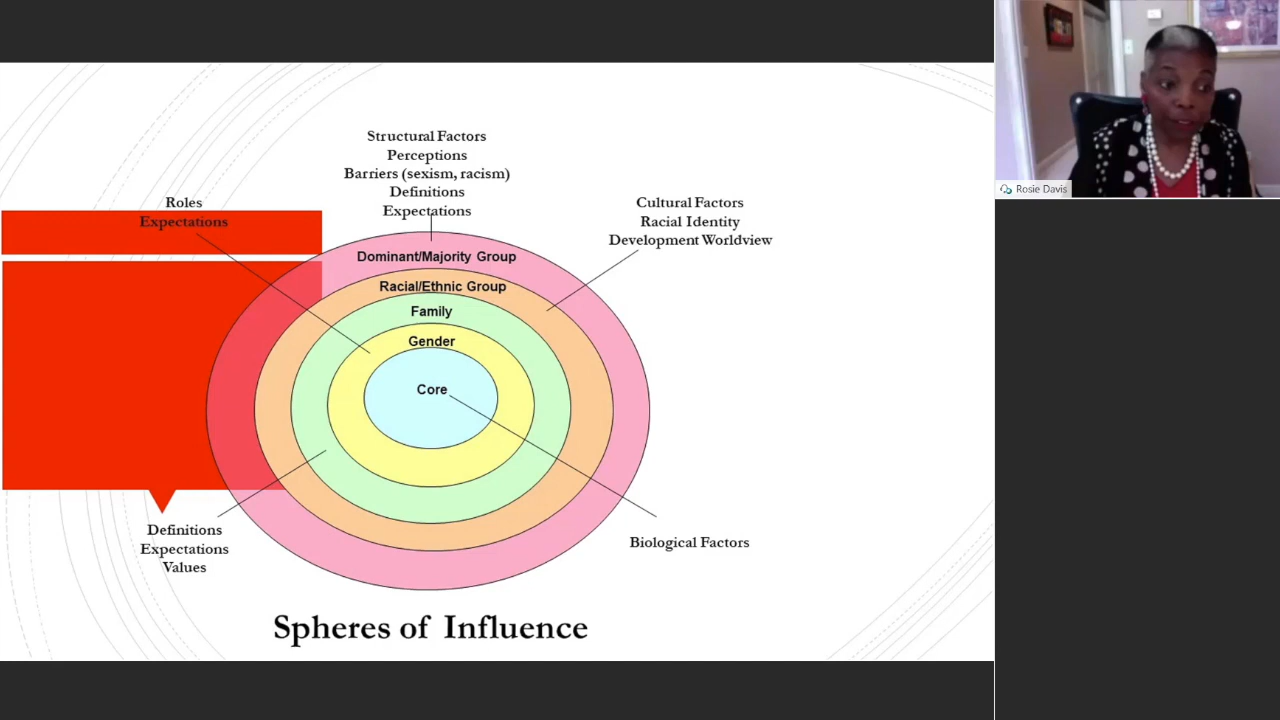 Structural Factors
Perceptions
Barriers (sexism, racism)
Definitions
Expectations
Roles
Expectations
Cultural Factors
Racial Identity
Development Worldview
Dominant/Majority Group
Racial/Ethnic Group
Family
Gender
Core
Definitions
Expectations
Values
Biological Factors
Spheres of Influence
Rosie Davis